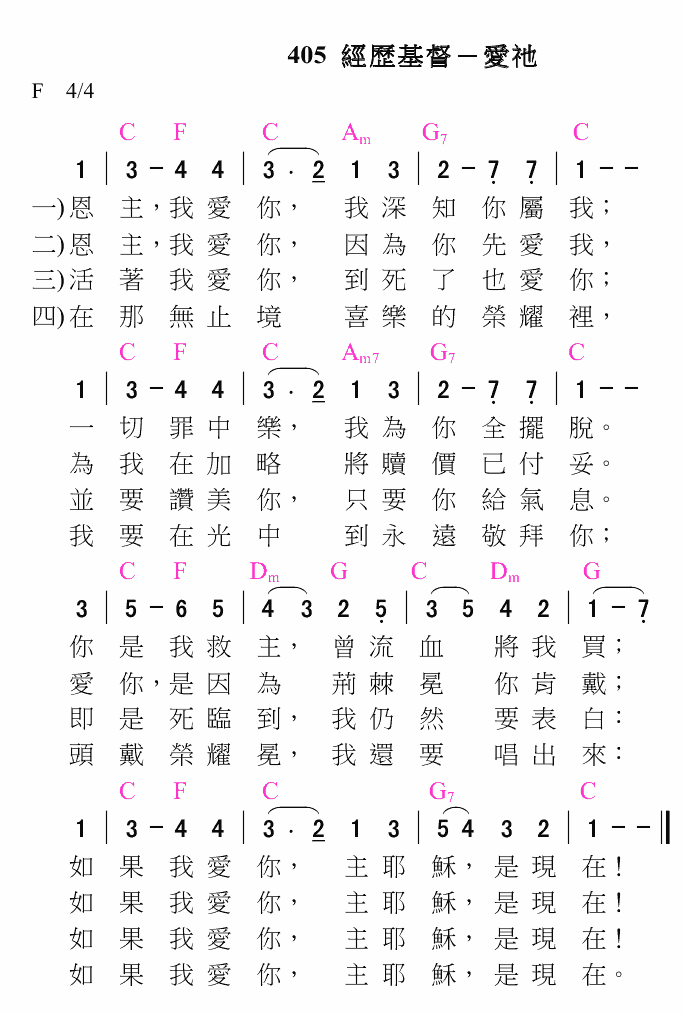 405 經歷基督－愛祂
F 4/4
C F C Am G7 C
1 | 3 - 4 4 | 3 . 2 1 3 | 2 - 7 7 | 1 - -
一)恩 主，我 愛 你， 我 深 知 你 屬 我；
二)恩 主，我 愛 你， 因 為 你 先 愛 我，
三)活 著 我 愛 你， 到 死 了 也 愛 你；
四)在 那 無 止 境 喜 樂 的 榮 耀 裡，
C F C Am7 G7 C
1 | 3 - 4 4 | 3 . 2 1 3 | 2 - 7 7 | 1 - -
一 切 罪 中 樂， 我 為 你 全 擺 脫。
為 我 在 加 略 將 贖 價 已 付 妥。
並 要 讚 美 你， 只 要 你 給 氣 息。
我 要 在 光 中 到 永 遠 敬 拜 你；
C F Dm G C Dm G
3 | 5 - 6 5 | 4 3 2 5 | 3 5 4 2 | 1 - 7
你 是 我 救 主， 曾 流 血 將 我 買；
愛 你，是 因 為 荊 棘 冕 你 肯 戴；
即 是 死 臨 到， 我 仍 然 要 表 白：
頭 戴 榮 耀 冕， 我 還 要 唱 出 來：
C F C G7 C
1 | 3 - 4 4 | 3 . 2 1 3 | 5 4 3 2 | 1 - - ||
如 果 我 愛 你， 主 耶 穌，是 現 在！
如 果 我 愛 你， 主 耶 穌，是 現 在！
如 果 我 愛 你， 主 耶 穌，是 現 在！
如 果 我 愛 你， 主 耶 穌，是 現 在。